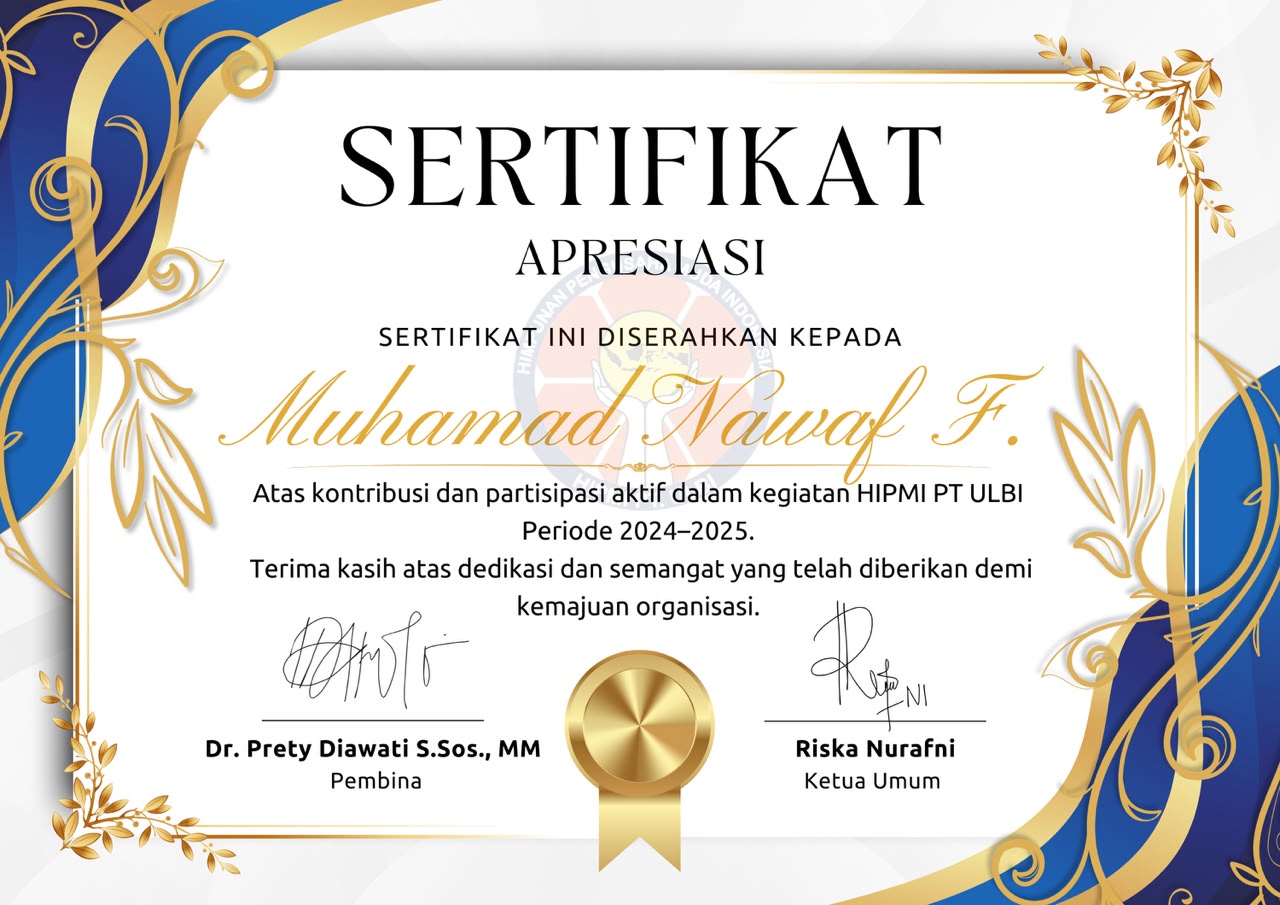 SERTIFIKAT
APRESIASI
SERTIFIKAT INI DISERAHKAN KEPADA
Muhamad Nawaf F.
Atas kontribusi dan partisipasi aktif dalam kegiatan HIPMI PT ULBI
Periode 2024–2025.
Terima kasih atas dedikasi dan semangat yang telah diberikan demi
kemajuan organisasi.
Dr. Prety Diawati S.Sos., MM
Pembina
NI
Riska Nurafni
Ketua Umum